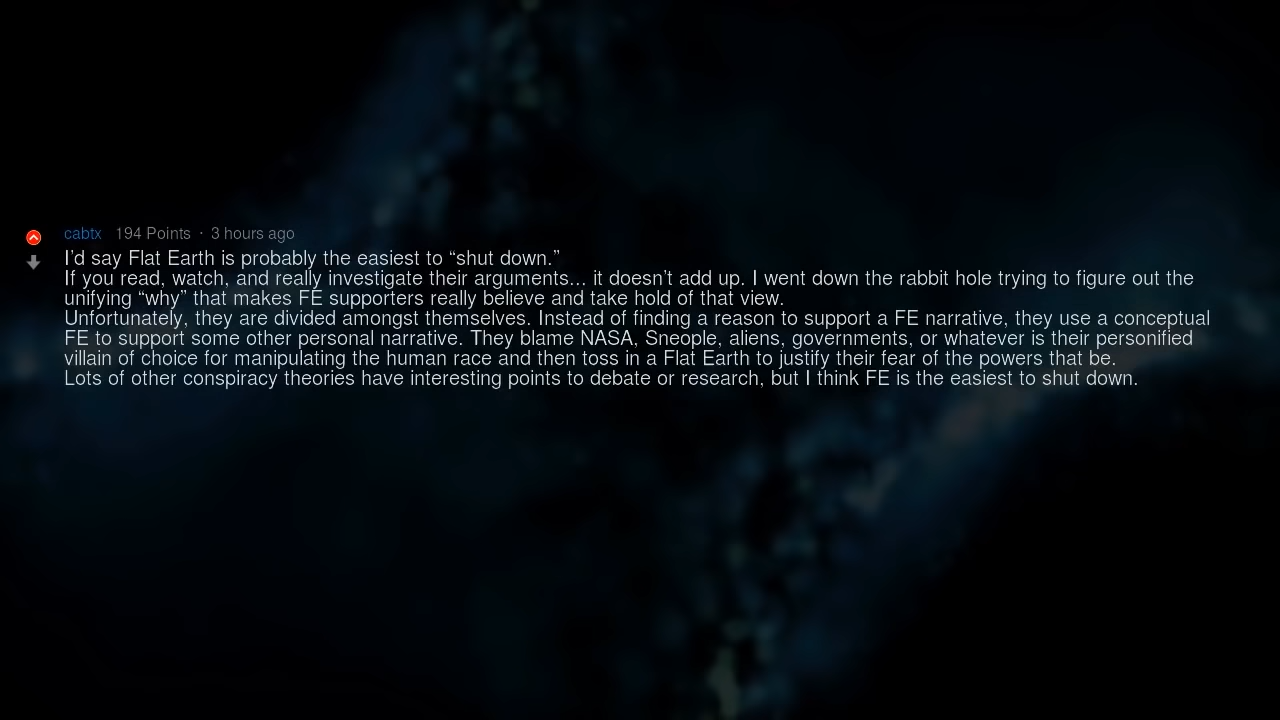 cabtx 194 Points · 3 hours ago
I’d say Flat Earth is probably the easiest to “shut down.”
If you read, watch, and really investigate their arguments... it doesn’t add up. I went down the rabbit hole trying to figure out the
unifying “why” that makes FE supporters really believe and take hold of that view.
Unfortunately, they are divided amongst themselves. Instead of finding a reason to support a FE narrative, they use a conceptual
FE to support some other personal narrative. They blame NASA, Sneople, aliens, governments, or whatever is their personified
villain of choice for manipulating the human race and then toss in a Flat Earth to justify their fear of the powers that be.
Lots of other conspiracy theories have interesting points to debate or research, but I think FE is the easiest to shut down.